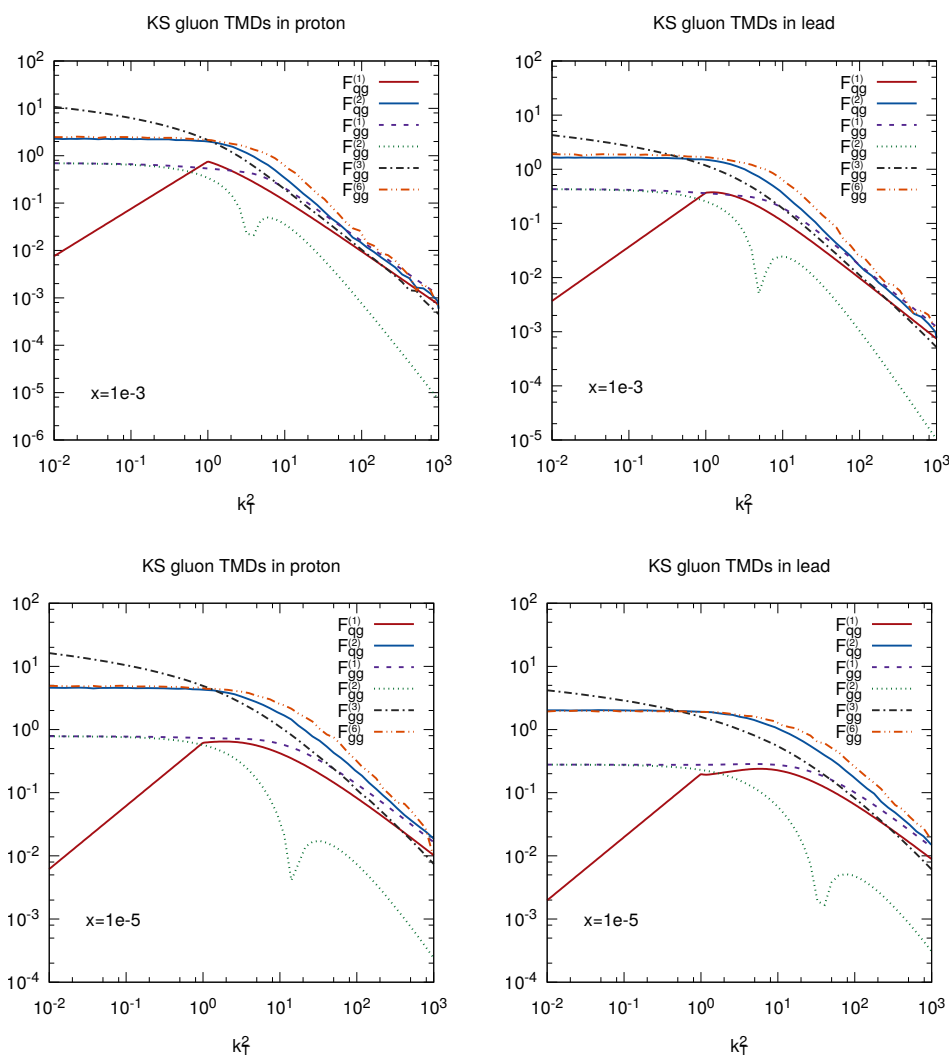 KS gluon TMDs in proton
10^2
10^1
10^0
10^-1
10^-2
10^-3
10^-4
10^-5
10^-6
F_qg^(1)
F_qg^(2)
F_gg^(1)
F_gg^(2)
F_gg^(3)
F_gg^(6)
x=1e-3
10^-2 10^-1 10^0 10^1 10^2 10^3
k_T^2
KS gluon TMDs in lead
10^2
10^1
10^0
10^-1
10^-2
10^-3
10^-4
10^-5
F_qg^(1)
F_qg^(2)
F_gg^(1)
F_gg^(2)
F_gg^(3)
F_gg^(6)
x=1e-3
10^-2 10^-1 10^0 10^1 10^2 10^3
k_T^2
KS gluon TMDs in proton
10^2
10^1
10^0
10^-1
10^-2
10^-3
10^-4
F_qg^(1)
F_qg^(2)
F_gg^(1)
F_gg^(2)
F_gg^(3)
F_gg^(6)
x=1e-5
10^-2 10^-1 10^0 10^1 10^2 10^3
k_T^2
KS gluon TMDs in lead
10^2
10^1
10^0
10^-1
10^-2
10^-3
10^-4
F_qg^(1)
F_qg^(2)
F_gg^(1)
F_gg^(2)
F_gg^(3)
F_gg^(6)
x=1e-5
10^-2 10^-1 10^0 10^1 10^2 10^3
k_T^2